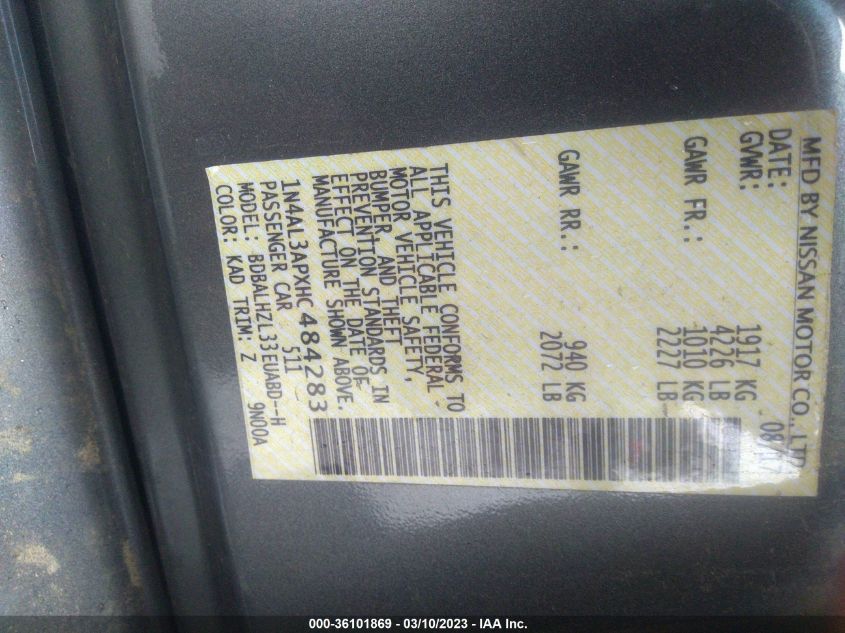 MFD BY NISSAN MOTOR CO., LTD
DATE: 08/17
GVWR: 1917 KG
4226 LB
GAWR FR.: 1010 KG
2227 LB
GAWR RR.: 940 KG
2072 LB
THIS VEHICLE CONFORMS TO
ALL APPLICABLE FEDERAL
MOTOR VEHICLE SAFETY,
BUMPER AND THEFT
PREVENTION STANDARDS IN
EFFECT ON THE DATE OF
MANUFACTURE SHOWN ABOVE.
1N4AL3APXHC484283
PASSENGER CAR 511
MODEL: BDBALHZL33EUABD--H
COLOR: KAD TRIM: Z 9N00A
000-36101869 — 03/10/2023 — IAA Inc.